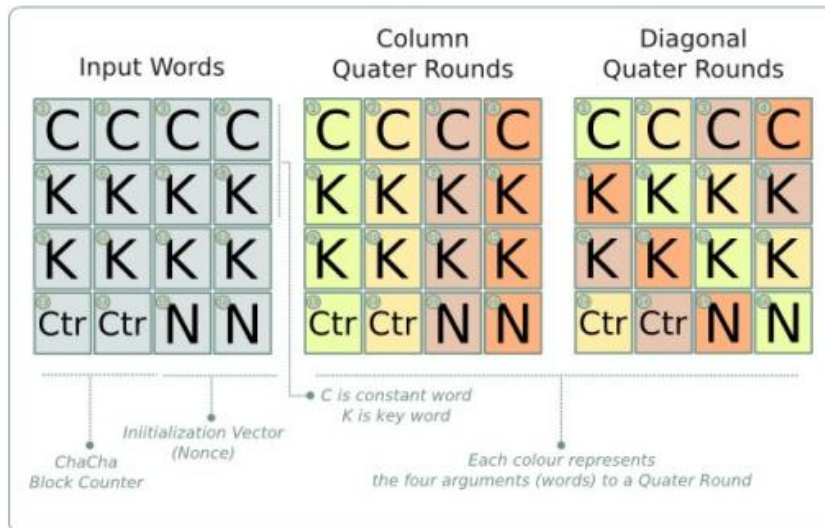 Input Words
Column
Quater Rounds
Diagonal
Quater Rounds
C C C C
K K K K
K K K K
Ctr Ctr N N
C C C C
K K K K
K K K K
Ctr Ctr N N
C C C C
K K K K
K K K K
Ctr Ctr N N
C is constant word
K is key word
Iniitialization Vector
(Nonce)
ChaCha
Block Counter
Each colour represents
the four arguments (words) to a Quater Round